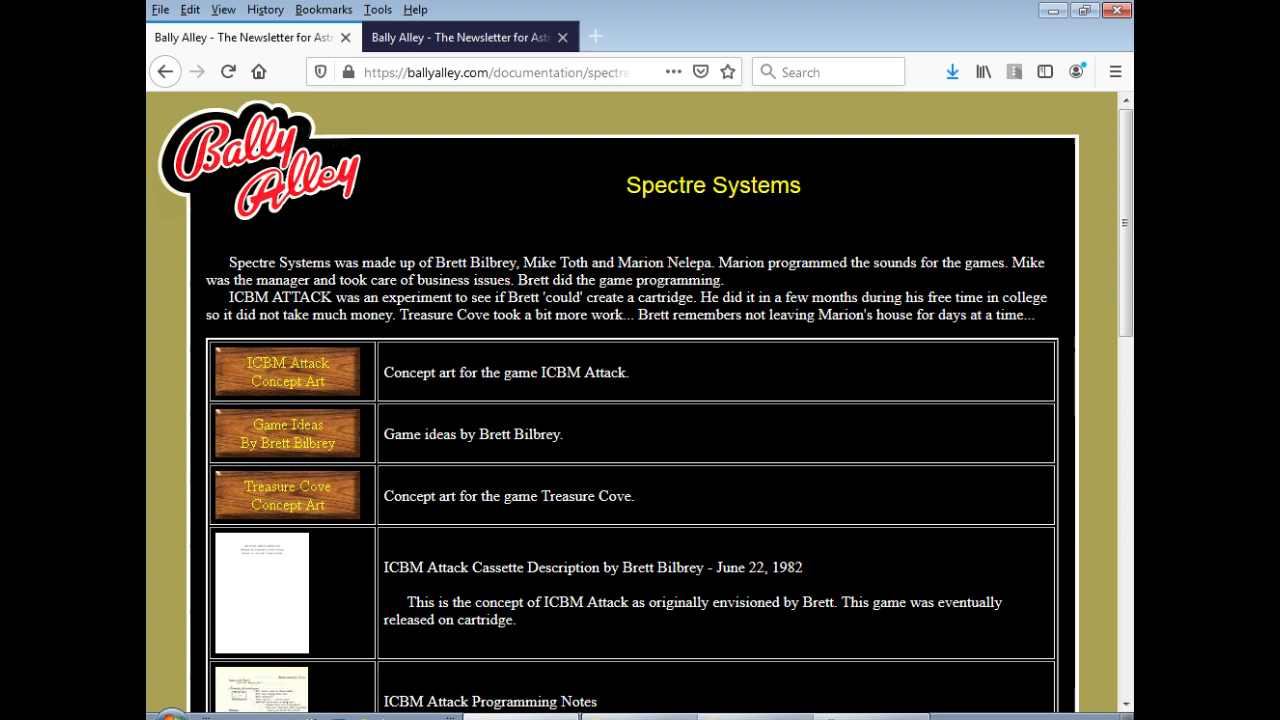 File Edit View History Bookmarks Tools Help
Bally Alley - The Newsletter for Astr
Bally Alley - The Newsletter for Astr
https://ballyalley.com/documentation/spectre
Search
Bally
Alley
Spectre Systems
Spectre Systems was made up of Brett Bilbrey, Mike Toth and Marion Nelepa. Marion programmed the sounds for the games. Mike
was the manager and took care of business issues. Brett did the game programming.
ICBM ATTACK was an experiment to see if Brett 'could' create a cartridge. He did it in a few months during his free time in college
so it did not take much money. Treasure Cove took a bit more work... Brett remembers not leaving Marion's house for days at a time...
ICBM Attack
Concept Art
Concept art for the game ICBM Attack.
Game Ideas
By Brett Bilbrey
Game ideas by Brett Bilbrey.
Treasure Cove
Concept Art
Concept art for the game Treasure Cove.
ICBM Attack Cassette Description by Brett Bilbrey - June 22, 1982
This is the concept of ICBM Attack as originally envisioned by Brett. This game was eventually
released on cartridge.
ICBM Attack Programming Notes